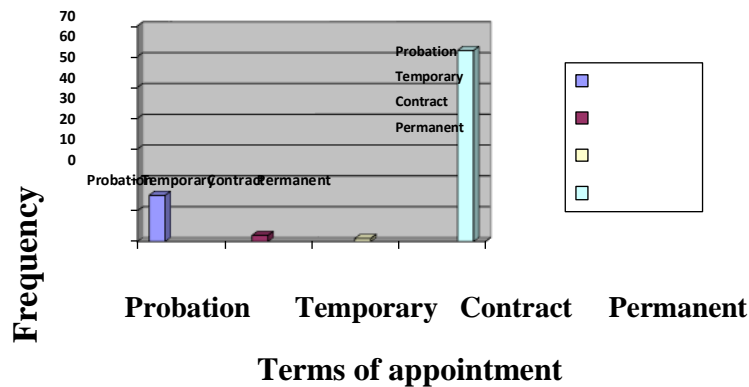 70
60
50
40
30
20
10
0
Probation
Temporary
Contract
Permanent
Probation Temporary Contract Permanent
Frequency
Probation Temporary Contract Permanent
Terms of appointment